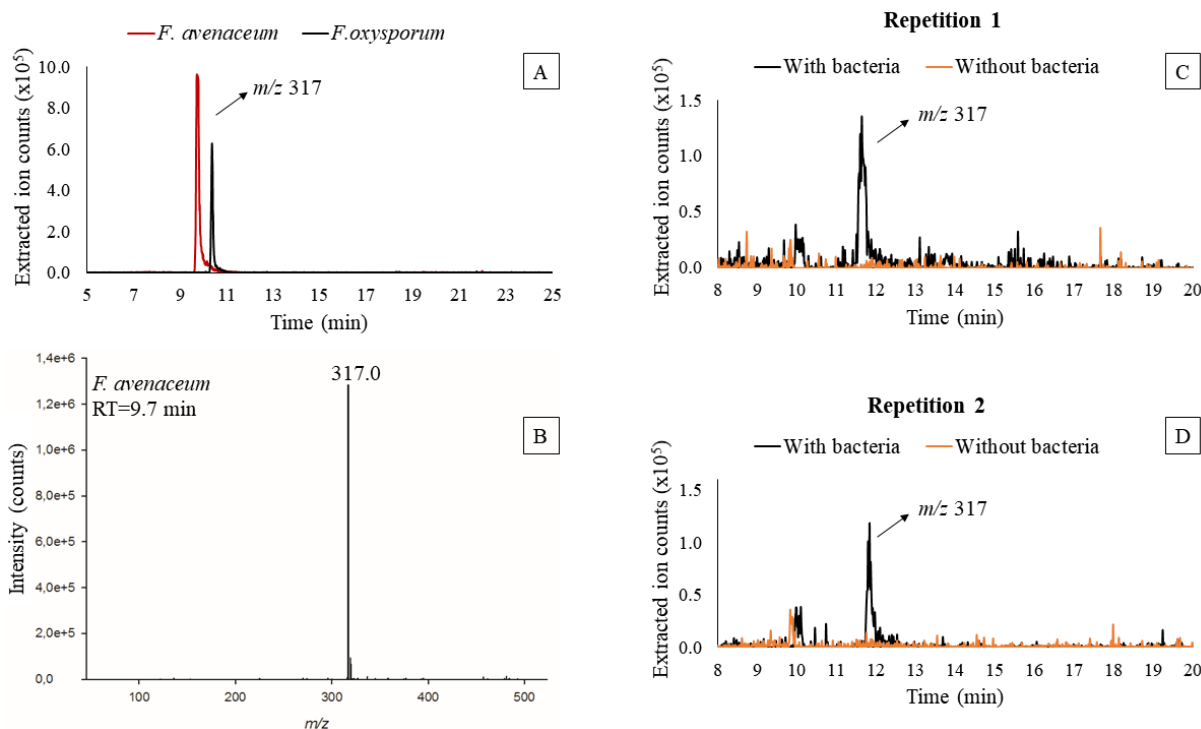 F. avenaceum F.oxysporum
A
m/z 317
Extracted ion counts (x10⁵)
10.0
8.0
6.0
4.0
2.0
0.0
5 7 9 11 13 15 17 19 21 23 25
Time (min)
1,4e+6
1,2e+6
1,0e+6
8,0e+5
6,0e+5
4,0e+5
2,0e+5
0,0
Intensity (counts)
F. avenaceum
RT=9.7 min
317.0
B
100 200 300 400 500
m/z
Repetition 1
With bacteria Without bacteria
C
m/z 317
Extracted ion counts (x10⁵)
1.5
1.0
0.5
0.0
8 9 10 11 12 13 14 15 16 17 18 19 20
Time (min)
Repetition 2
With bacteria Without bacteria
D
m/z 317
Extracted ion counts (x10⁵)
1.5
1.0
0.5
0.0
8 9 10 11 12 13 14 15 16 17 18 19 20
Time (min)